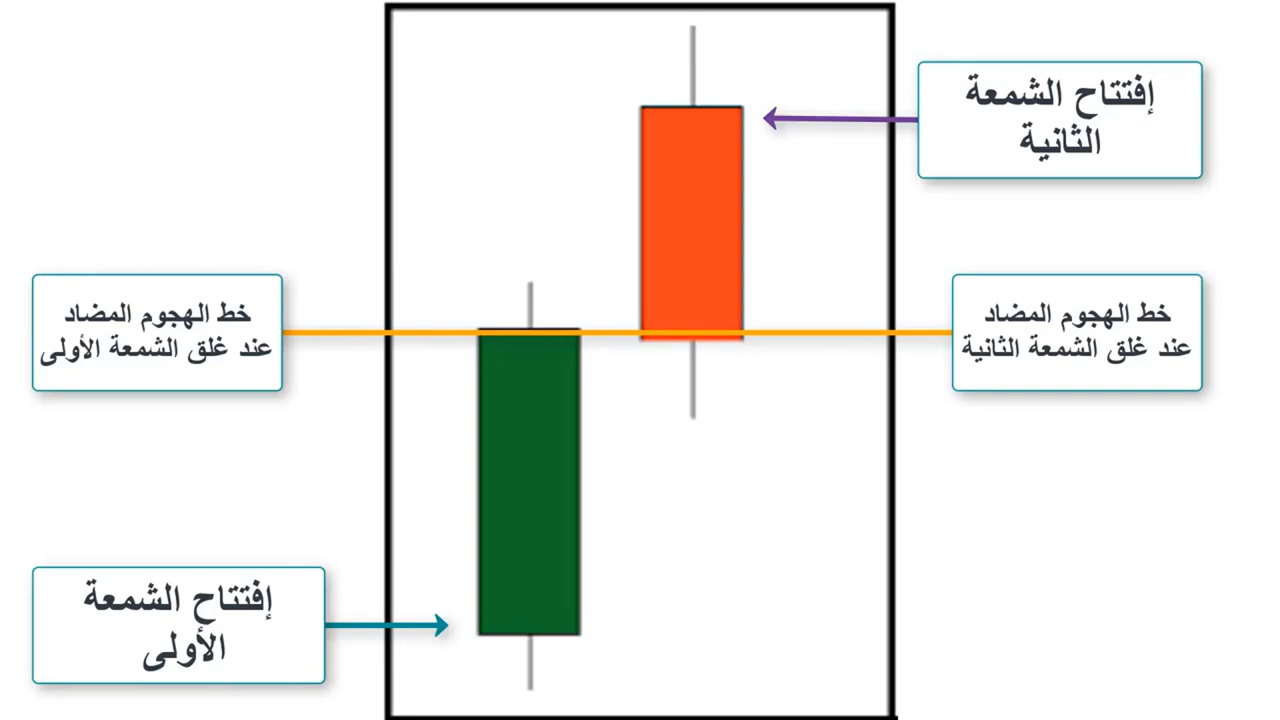 إفتتاح الشمعة
الثانية
خط الهجوم المضاد
عند غلق الشمعة الثانية
خط الهجوم المضاد
عند غلق الشمعة الأولى
إفتتاح الشمعة
الأولى